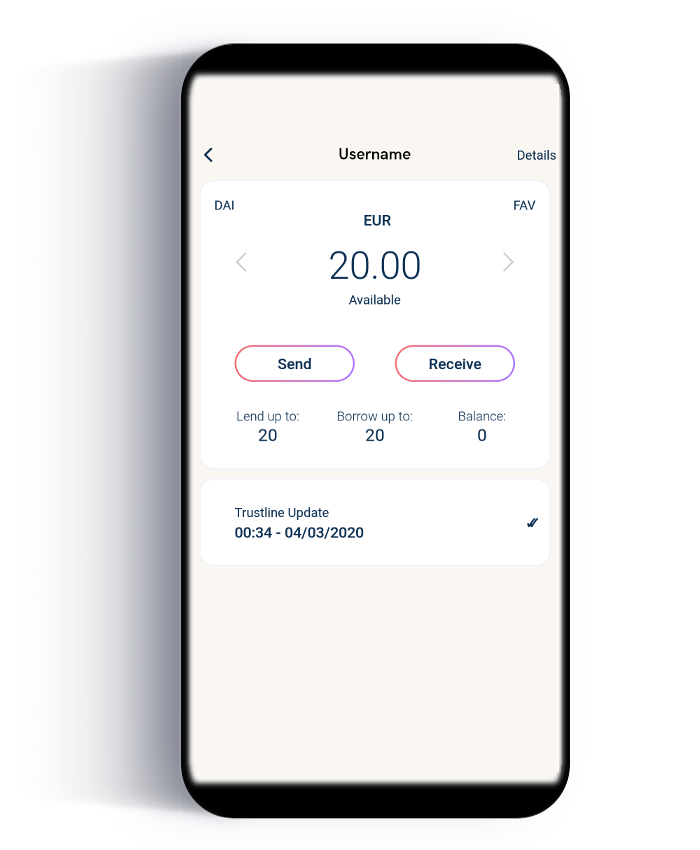 Username
Details
DAI
FAV
EUR
20.00
Available
Send
Receive
Lend up to:
Borrow up to:
Balance:
20
20
0
Trustline Update
00:34 - 04/03/2020